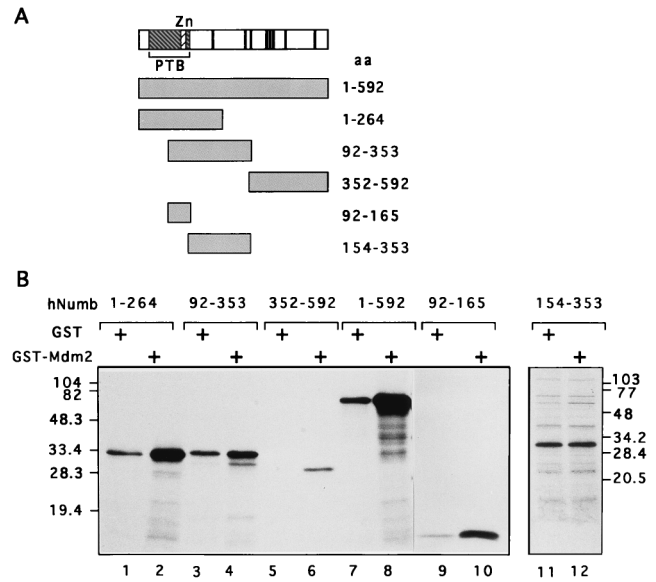 A
Zn
PTB
aa
1-592
1-264
92-353
352-592
92-165
154-353
B
hNumb 1-264 92-353 352-592 1-592 92-165 154-353
GST + + + + + +
GST-Mdm2 + + + + + +
104
82
48.3
33.4
28.3
19.4
103
77
48
34.2
28.4
20.5
1 2 3 4 5 6 7 8 9 10 11 12